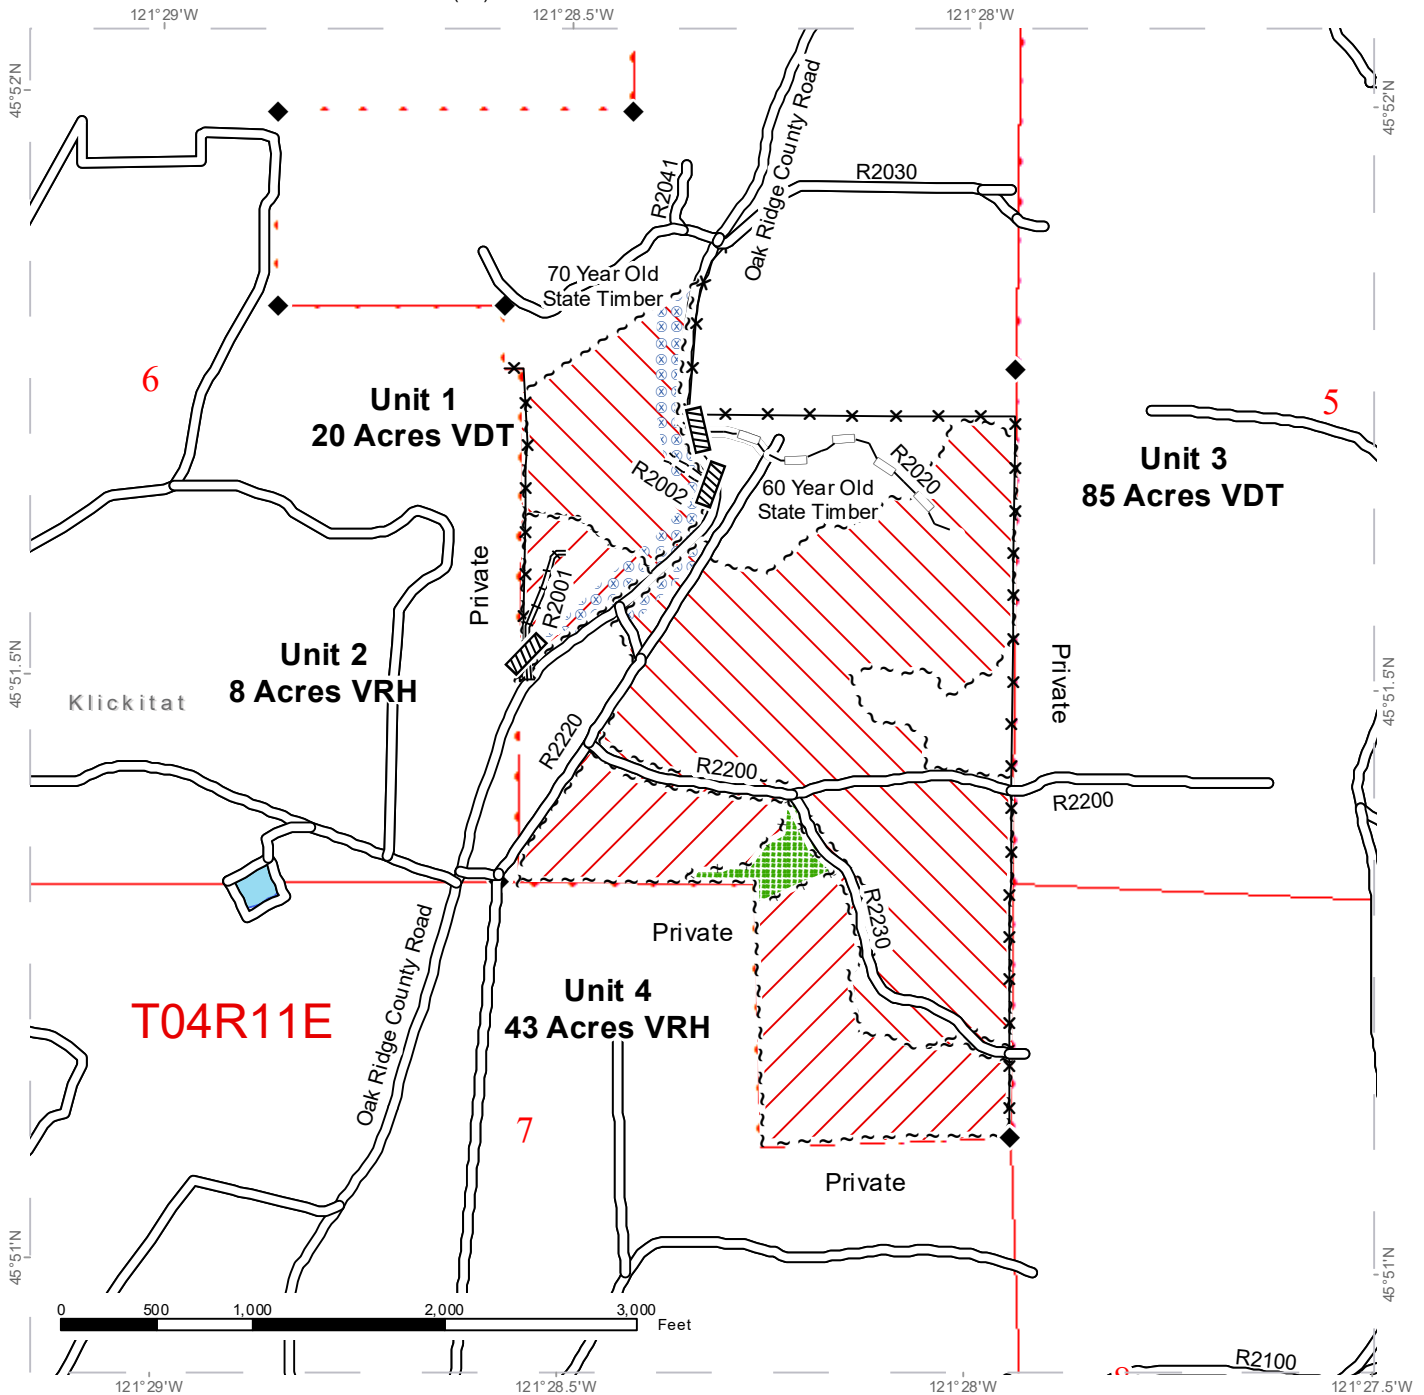 121°29'W
121°28.5'W
121°28'W
45°52'N
45°52'N
Oak Ridge County Road
R2041
R2030
70 Year Old
State Timber
6
5
Unit 1
20 Acres VDT
Unit 3
85 Acres VDT
R2002
R2020
60 Year Old
State Timber
Private
R2001
Unit 2
8 Acres VRH
45°51.5'N
45°51.5'N
Klickitat
Private
R2220
R2200
R2200
R2230
Private
Oak Ridge County Road
T04R11E
Unit 4
43 Acres VRH
7
Private
45°51'N
45°51'N
0 500 1,000 2,000 3,000
Feet
R2100
121°29'W
121°28.5'W
121°28'W
121°27.5'W